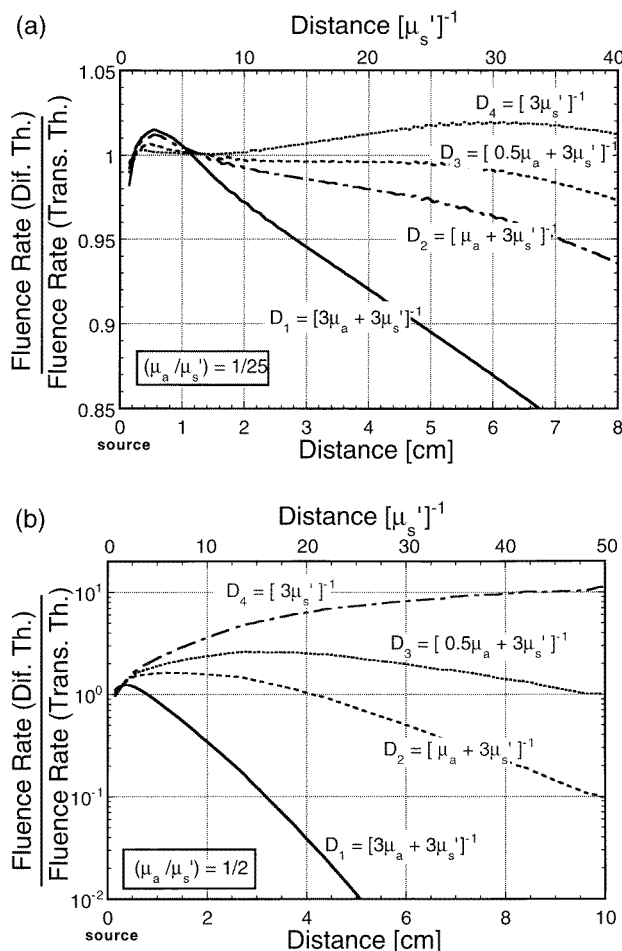 (a)
Distance [μs']-1
0 10 20 30 40
Fluence Rate (Dif. Th.)
Fluence Rate (Trans. Th.)
1.05
1
0.95
0.9
0.85
D4 = [ 3μs' ]-1
D3 = [ 0.5μa + 3μs' ]-1
D2 = [ μa + 3μs' ]-1
D1 = [3μa + 3μs' ]-1
(μa /μs') = 1/25
0 1 2 3 4 5 6 7 8
source
Distance [cm]
(b)
Distance [μs']-1
0 10 20 30 40 50
Fluence Rate (Dif. Th.)
Fluence Rate (Trans. Th.)
101
100
10-1
10-2
D4 = [ 3μs' ]-1
D3 = [ 0.5μa + 3μs' ]-1
D2 = [ μa + 3μs' ]-1
D1 = [3μa + 3μs' ]-1
(μa /μs') = 1/2
0 2 4 6 8 10
source
Distance [cm]